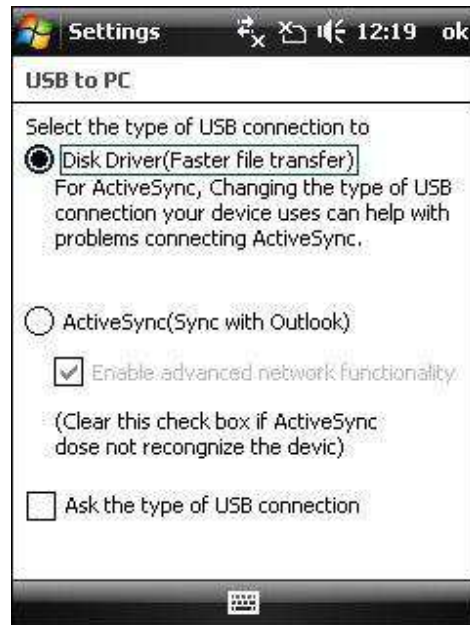 Settings 12:19 ok
USB to PC
Select the type of USB connection to
Disk Driver(Faster file transfer)
For ActiveSync, Changing the type of USB
connection your device uses can help with
problems connecting ActiveSync.
ActiveSync(Sync with Outlook)
Enable advanced network functionality
(Clear this check box if ActiveSync
dose not recongnize the devic)
Ask the type of USB connection